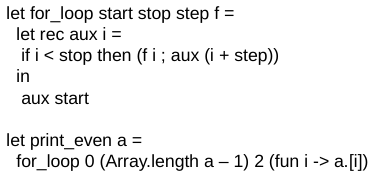 let for_loop start stop step f =
let rec aux i =
if i < stop then (f i ; aux (i + step))
in
aux start
let print_even a =
for_loop 0 (Array.length a – 1) 2 (fun i -> a.[i])